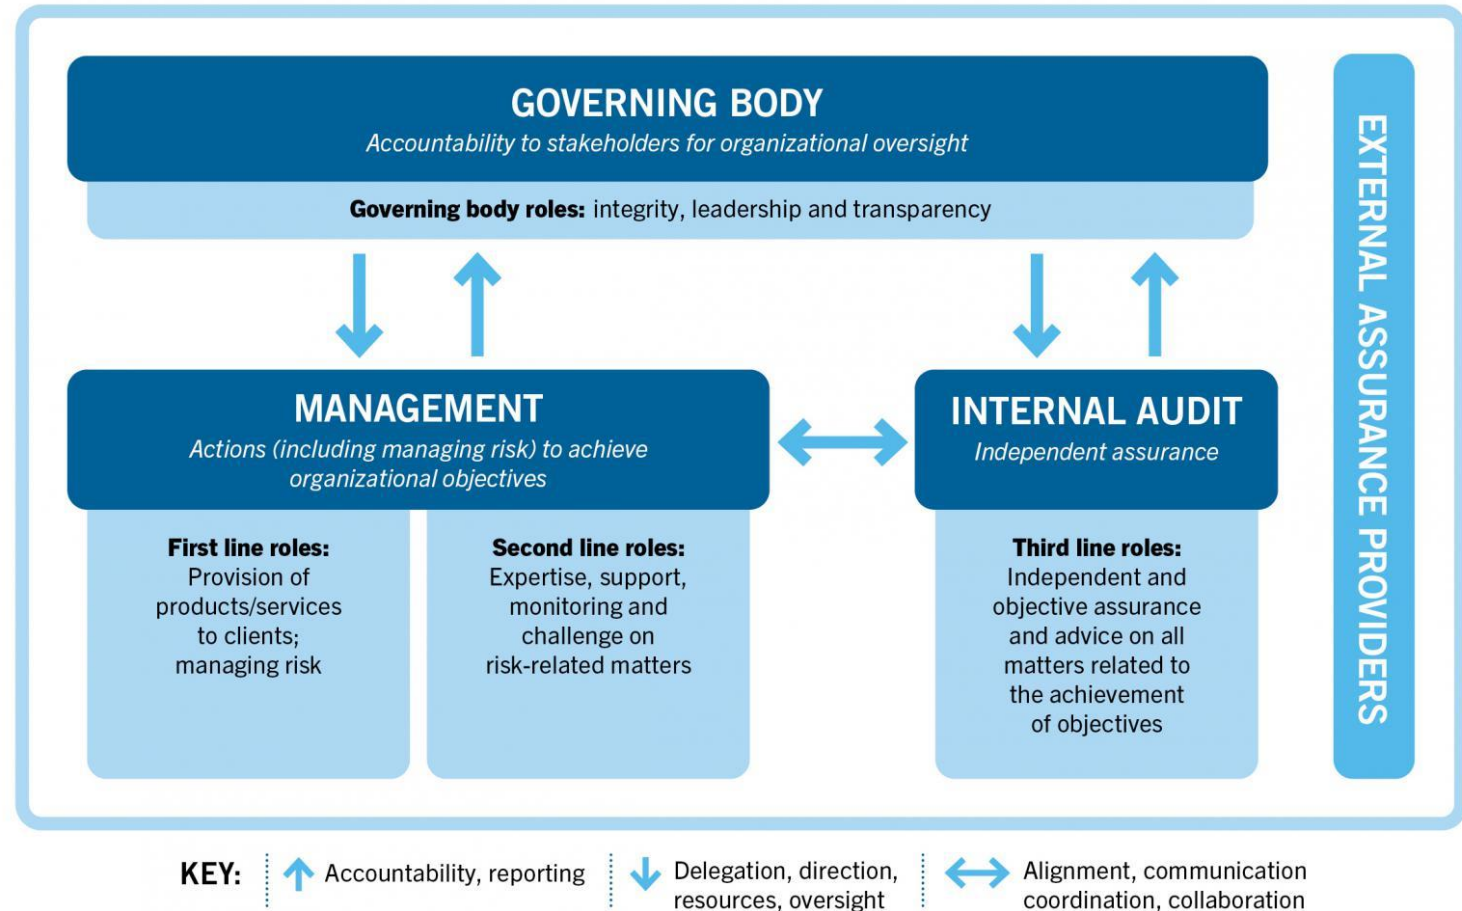 GOVERNING BODY
Accountability to stakeholders for organizational oversight
Governing body roles: integrity, leadership and transparency
MANAGEMENT
Actions (including managing risk) to achieve
organizational objectives
INTERNAL AUDIT
Independent assurance
First line roles:
Provision of
products/services
to clients;
managing risk
Second line roles:
Expertise, support,
monitoring and
challenge on
risk-related matters
Third line roles:
Independent and
objective assurance
and advice on all
matters related to
the achievement
of objectives
EXTERNAL ASSURANCE PROVIDERS
KEY:
Accountability, reporting
Delegation, direction,
resources, oversight
Alignment, communication
coordination, collaboration